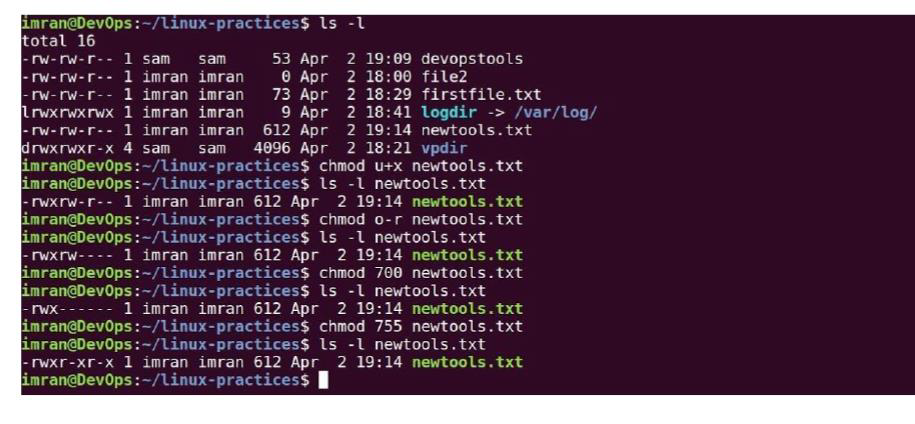 imran@DevOps:~/linux-practices$ ls -l
total 16
-rw-rw-r-- 1 sam   sam     53 Apr  2 19:09 devopstools
-rw-rw-r-- 1 imran imran    0 Apr  2 18:00 file2
-rw-rw-r-- 1 imran imran   73 Apr  2 18:29 firstfile.txt
lrwxrwxrwx 1 imran imran    9 Apr  2 18:41 logdir -> /var/log/
-rw-rw-r-- 1 imran imran  612 Apr  2 19:14 newtools.txt
drwxrwxr-x 4 sam   sam   4096 Apr  2 18:21 vpdir
imran@DevOps:~/linux-practices$ chmod u+x newtools.txt
imran@DevOps:~/linux-practices$ ls -l newtools.txt
-rwxrw-r-- 1 imran imran 612 Apr  2 19:14 newtools.txt
imran@DevOps:~/linux-practices$ chmod o-r newtools.txt
imran@DevOps:~/linux-practices$ ls -l newtools.txt
-rwxrw---- 1 imran imran 612 Apr  2 19:14 newtools.txt
imran@DevOps:~/linux-practices$ chmod 700 newtools.txt
imran@DevOps:~/linux-practices$ ls -l newtools.txt
-rwx------ 1 imran imran 612 Apr  2 19:14 newtools.txt
imran@DevOps:~/linux-practices$ chmod 755 newtools.txt
imran@DevOps:~/linux-practices$ ls -l newtools.txt
-rwxr-xr-x 1 imran imran 612 Apr  2 19:14 newtools.txt
imran@DevOps:~/linux-practices$